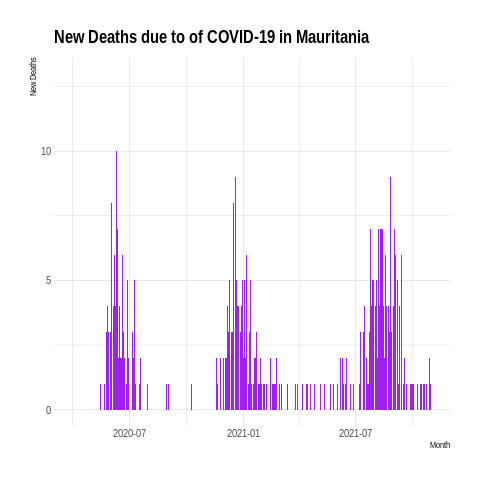 New Deaths due to of COVID-19 in Mauritania
New Deaths
10
5
0
2020-07
2021-01
2021-07
Month